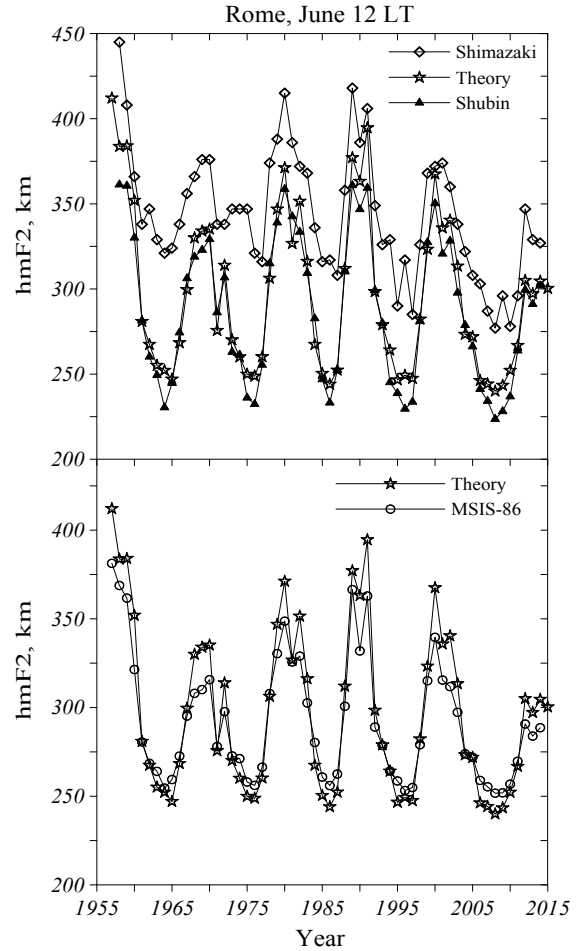 Rome, June 12 LT
450
400
350
300
250
200
hmF2, km
Shimazaki
Theory
Shubin
400
350
300
250
200
hmF2, km
Theory
MSIS-86
1955 1965 1975 1985 1995 2005 2015
Year